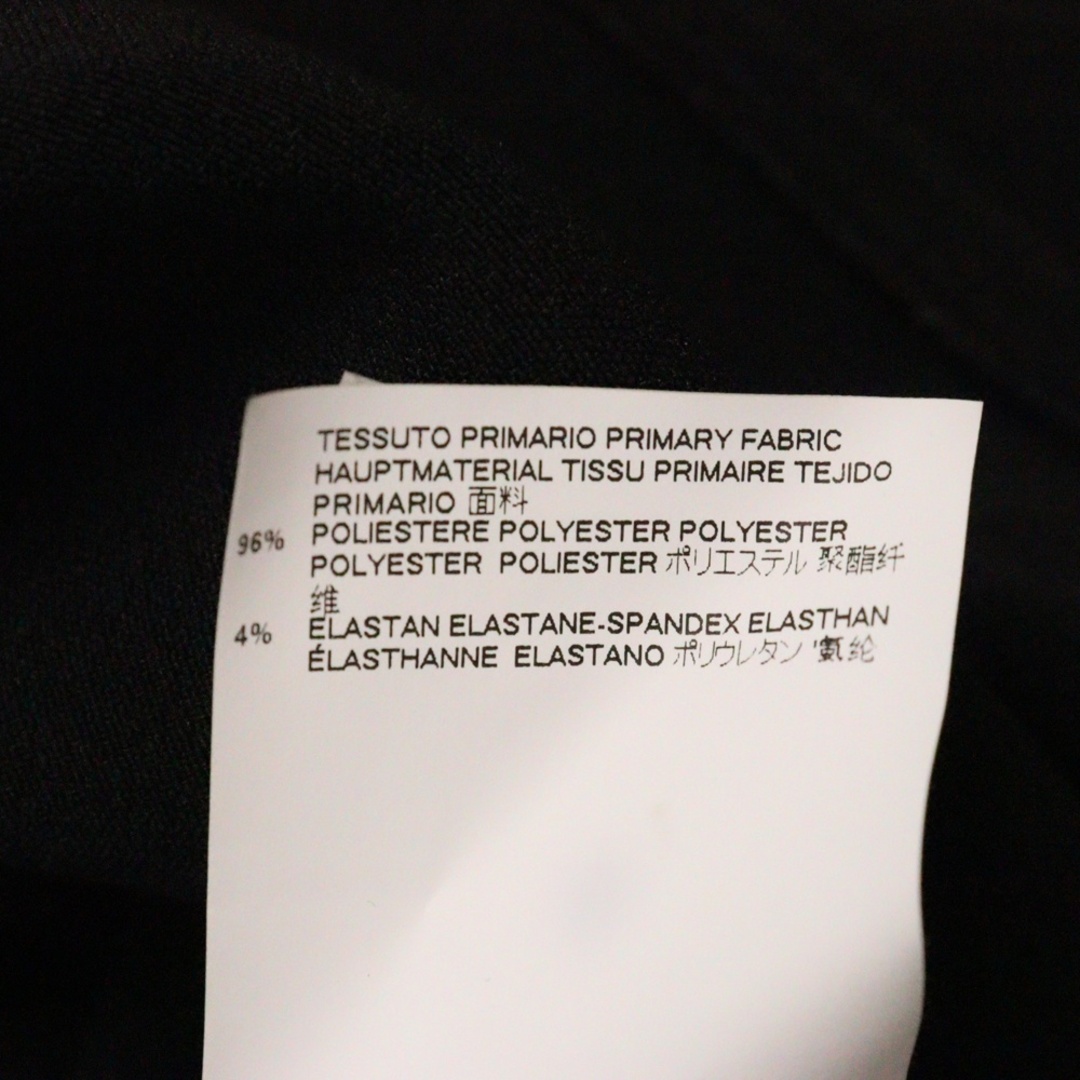 TESSUTO PRIMARIO PRIMARY FABRIC
HAUPTMATERIAL TISSU PRIMAIRE TEJIDO
PRIMARIO 面料
96% POLIESTERE POLYESTER POLYESTER
POLYESTER POLIESTER ポリエステル 聚酯纤
维
4% ELASTAN ELASTANE-SPANDEX ELASTHAN
ÉLASTHANNE ELASTANO ポリウレタン '氨纶